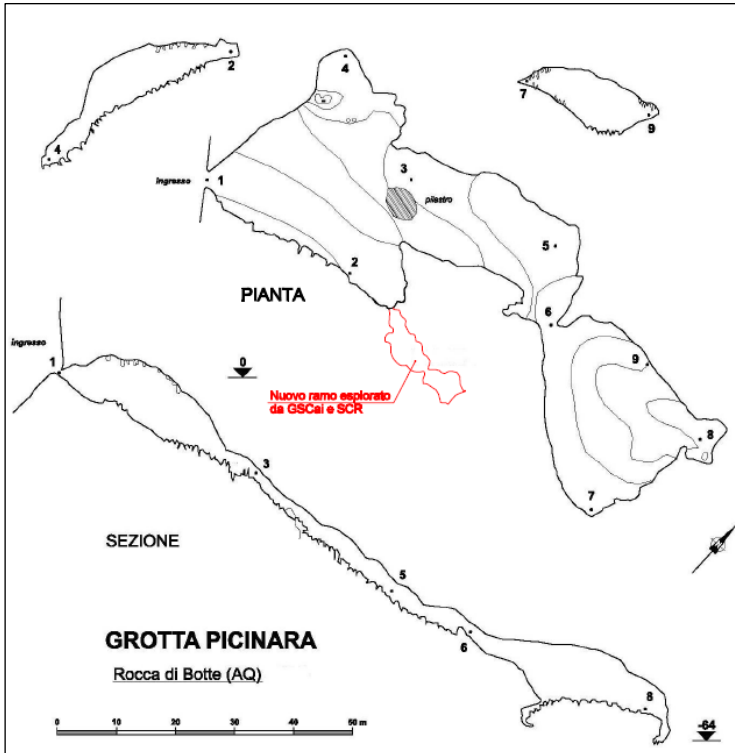 2
4
7
9
4
ingresso
1
3
pilastro
5
2
PIANTA
6
ingresso
1
0
9
Nuovo ramo esplorato
da GSCai e SCR
8
3
7
SEZIONE
5
GROTTA PICINARA
6
Rocca di Botte (AQ)
8
-64
0 10 20 30 40 50 m